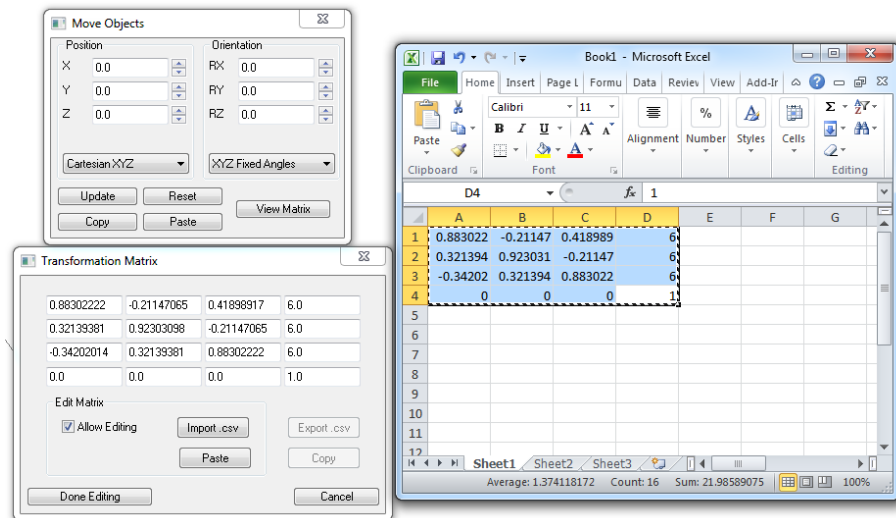 Move Objects
Position
Orientation
X 0.0
RX 0.0
Y 0.0
RY 0.0
Z 0.0
RZ 0.0
Cartesian XYZ
XYZ Fixed Angles
Update
Reset
Copy
Paste
View Matrix
Transformation Matrix
0.88302222 -0.21147065 0.41898917 6.0
0.32139381 0.92303098 -0.21147065 6.0
-0.34202014 0.32139381 0.88302222 6.0
0.0 0.0 0.0 1.0
Edit Matrix
Allow Editing
Import .csv
Export .csv
Paste
Copy
Done Editing
Cancel
Book1 - Microsoft Excel
File Home Insert Page L Formu Data Reviev View Add-Ir
Paste
Calibri 11
B I U A A
A
Alignment
%
Number
A
Styles
Cells
Σ
Clipboard Font Editing
D4 fx 1
A B C D E F G
1 0.883022 -0.21147 0.418989 6
2 0.321394 0.923031 -0.21147 6
3 -0.34202 0.321394 0.883022 6
4 0 0 0 1
5
6
7
8
9
10
11
12
Sheet1 Sheet2 Sheet3
Average: 1.374118172 Count: 16 Sum: 21.98589075 100%